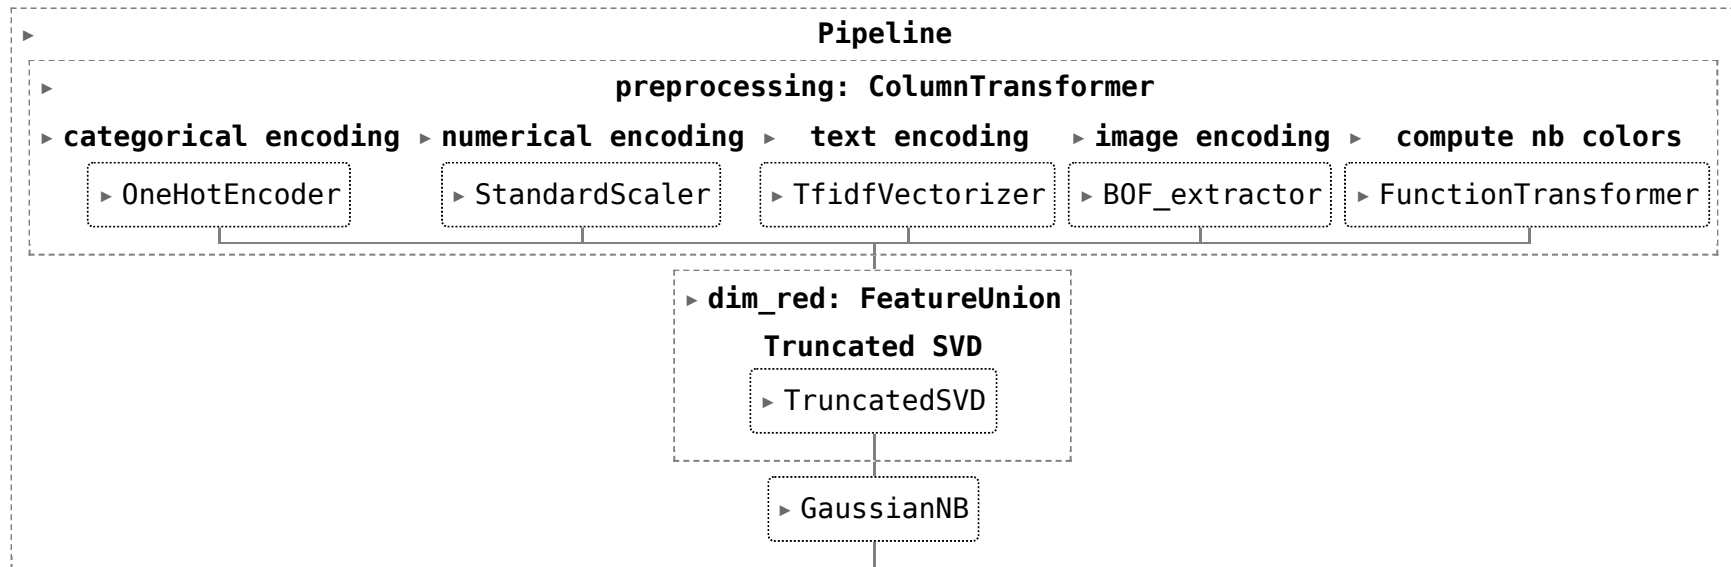 Pipeline
preprocessing: ColumnTransformer
categorical encoding numerical encoding text encoding image encoding compute nb colors
OneHotEncoder StandardScaler TfidfVectorizer BOF_extractor FunctionTransformer
dim_red: FeatureUnion
Truncated SVD
TruncatedSVD
GaussianNB